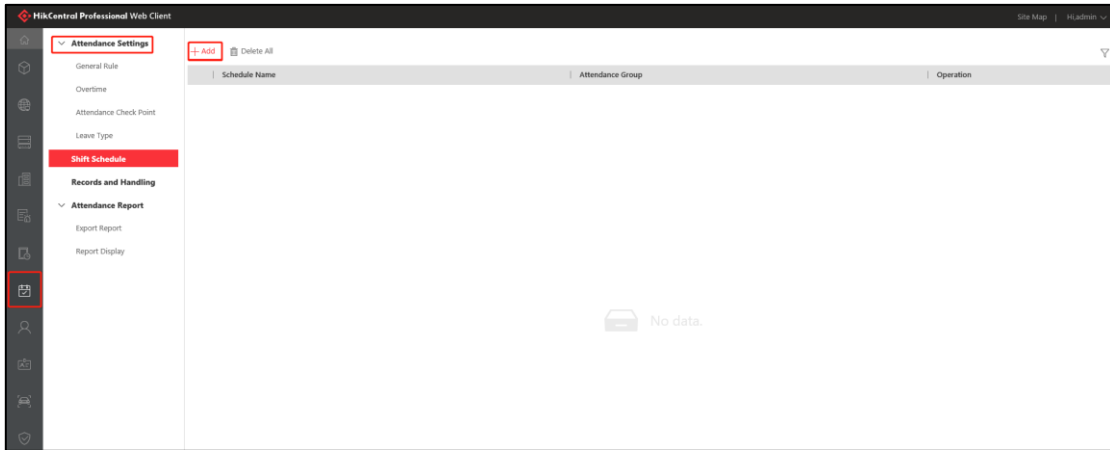 HikCentral Professional Web Client
Site Map | Hi,admin
Attendance Settings
General Rule
Overtime
Attendance Check Point
Leave Type
Shift Schedule
Records and Handling
Attendance Report
Export Report
Report Display
Add Delete All
Schedule Name Attendance Group Operation
No data.